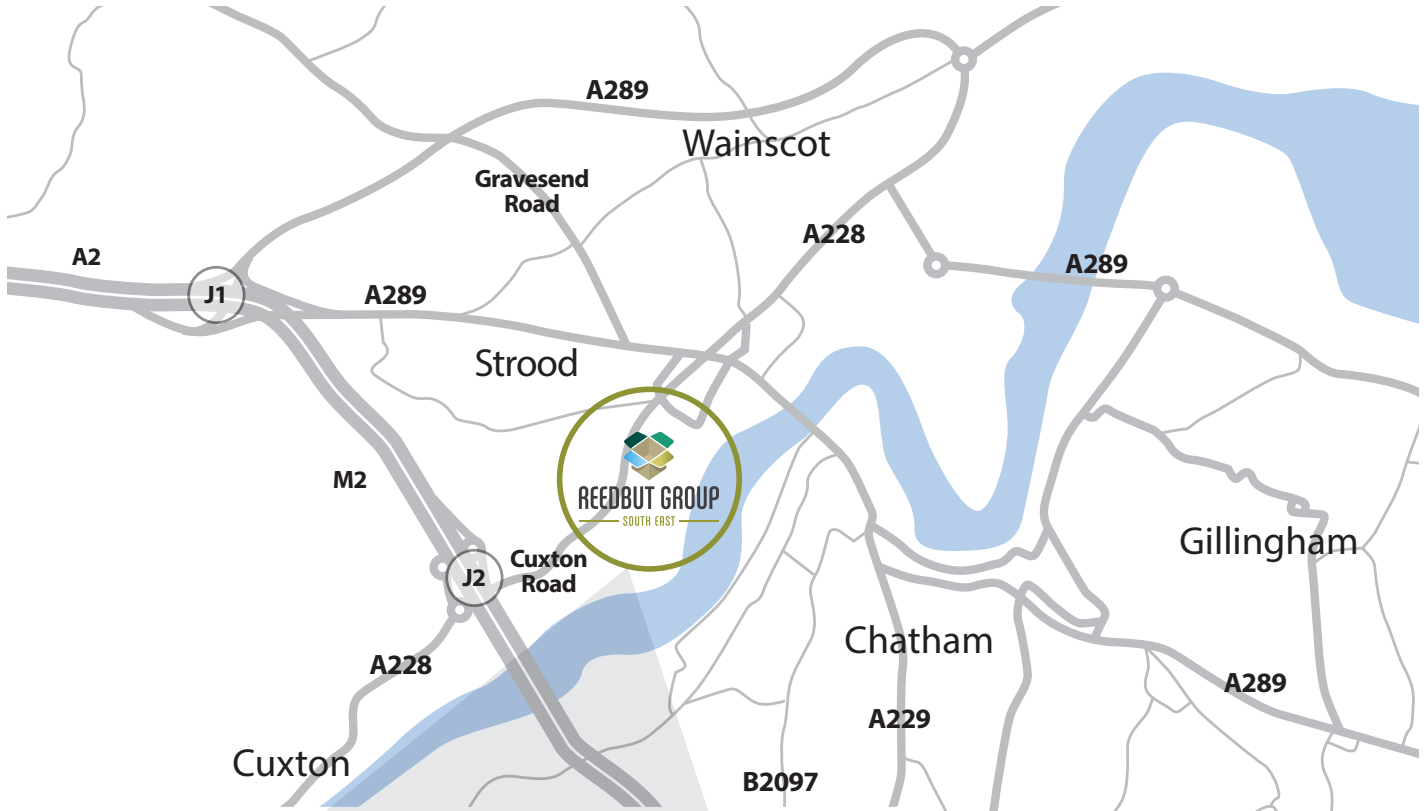 A289
Wainscot
Gravesend
Road
A228
A2
A289
J1
A289
Strood
REEDBUT GROUP
SOUTH EAST
M2
Gillingham
Cuxton
Road
J2
Chatham
A228
A289
A229
Cuxton
B2097